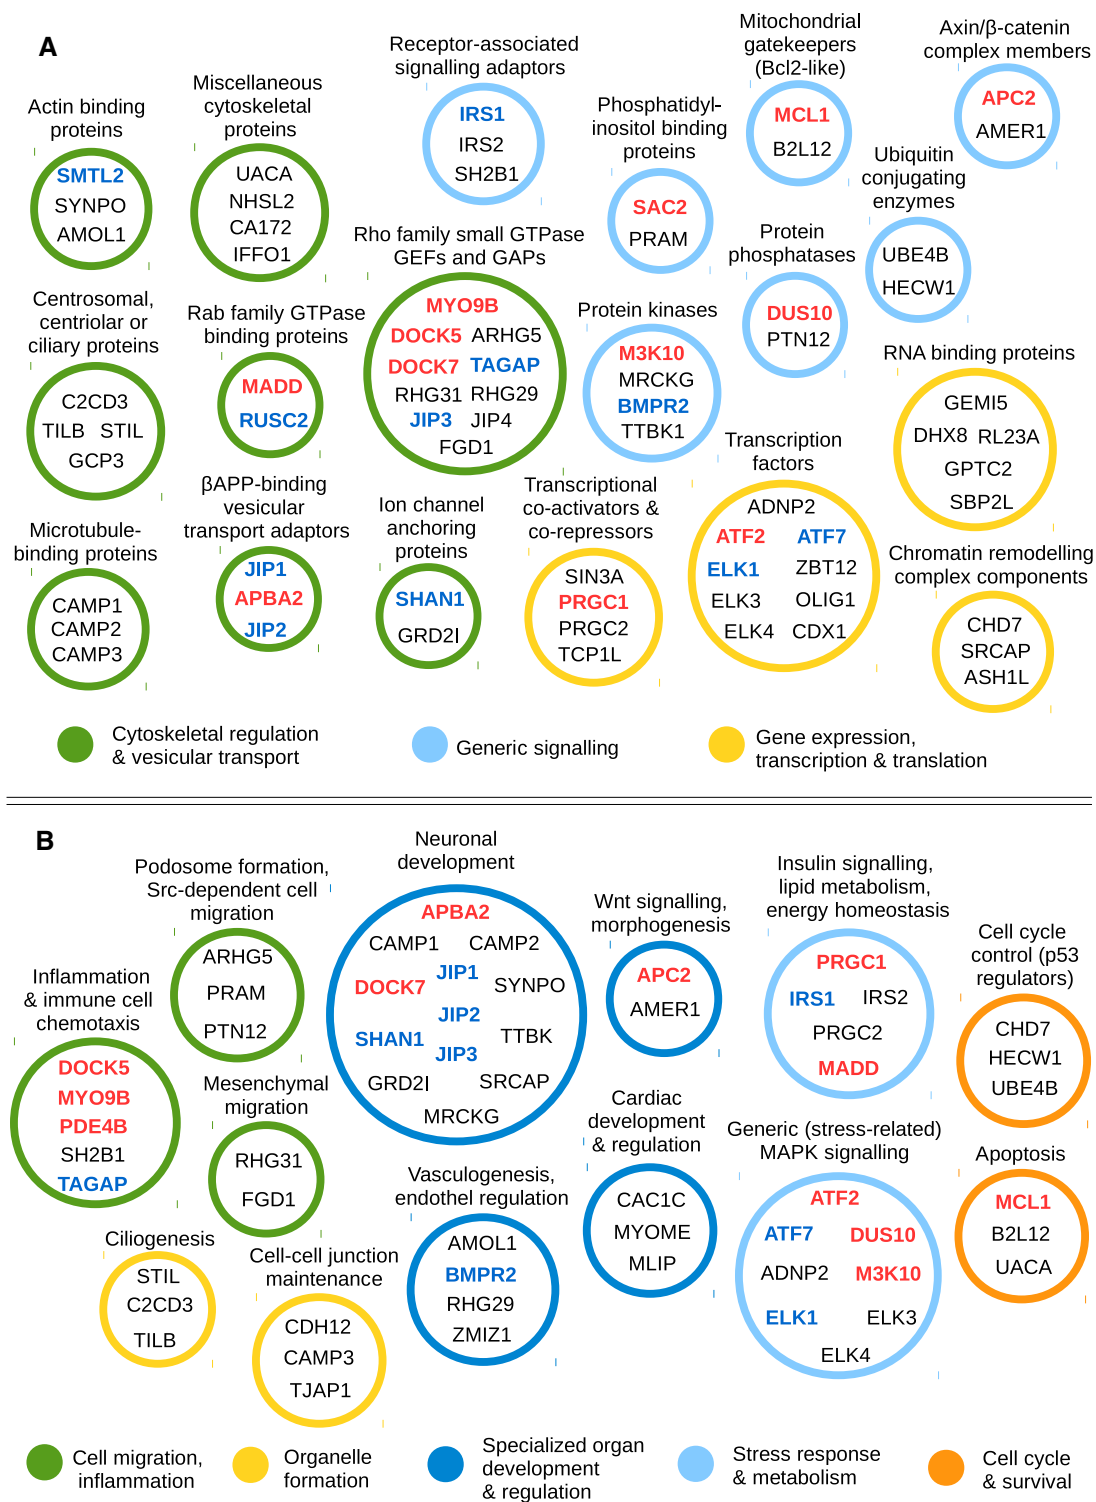 A
Actin binding
proteins
SMTL2
SYNPO
AMOL1
Miscellaneous
cytoskeletal
proteins
UACA
NHSL2
CA172
IFFO1
Receptor-associated
signalling adaptors
IRS1
IRS2
SH2B1
Phosphatidyl-
inositol binding
proteins
SAC2
PRAM
Mitochondrial
gatekeepers
(Bcl2-like)
MCL1
B2L12
Axin/β-catenin
complex members
APC2
AMER1
Ubiquitin
conjugating
enzymes
UBE4B
HECW1
Centrosomal,
centriolar or
ciliary proteins
C2CD3
TILB STIL
GCP3
Rab family GTPase
binding proteins
MADD
RUSC2
Rho family small GTPase
GEFs and GAPs
MYO9B
DOCK5 ARHG5
DOCK7 TAGAP
RHG31 RHG29
JIP3 JIP4
FGD1
Protein kinases
M3K10
MRCKG
BMPR2
TTBK1
Protein
phosphatases
DUS10
PTN12
RNA binding proteins
GEMI5
DHX8 RL23A
GPTC2
SBP2L
Microtubule-
binding proteins
CAMP1
CAMP2
CAMP3
βAPP-binding
vesicular
transport adaptors
JIP1
APBA2
JIP2
Ion channel
anchoring
proteins
SHAN1
GRD2I
Transcriptional
co-activators &
co-repressors
SIN3A
PRGC1
PRGC2
TCP1L
Transcription
factors
ADNP2
ATF2 ATF7
ELK1 ZBT12
ELK3 OLIG1
ELK4 CDX1
Chromatin remodelling
complex components
CHD7
SRCAP
ASH1L
Cytoskeletal regulation
& vesicular transport
Generic signalling
Gene expression,
transcription & translation
B
Inflammation
& immune cell
chemotaxis
DOCK5
MYO9B
PDE4B
SH2B1
TAGAP
Podosome formation,
Src-dependent cell
migration
ARHG5
PRAM
PTN12
Mesenchymal
migration
RHG31
FGD1
Neuronal
development
APBA2
CAMP1 CAMP2
JIP1
DOCK7 SYNPO
JIP2
SHAN1 TTBK
JIP3
GRD2I SRCAP
MRCKG
Wnt signalling,
morphogenesis
APC2
AMER1
Insulin signalling,
lipid metabolism,
energy homeostasis
PRGC1
IRS1 IRS2
PRGC2
MADD
Cell cycle
control (p53
regulators)
CHD7
HECW1
UBE4B
Ciliogenesis
STIL
C2CD3
TILB
Cell-cell junction
maintenance
CDH12
CAMP3
TJAP1
Vasculogenesis,
endothel regulation
AMOL1
BMPR2
RHG29
ZMIZ1
Cardiac
development
& regulation
CAC1C
MYOME
MLIP
Generic (stress-related)
MAPK signalling
ATF2
ATF7 DUS10
ADNP2 M3K10
ELK1 ELK3
ELK4
Apoptosis
MCL1
B2L12
UACA
Cell migration,
inflammation
Organelle
formation
Specialized organ
development
& regulation
Stress response
& metabolism
Cell cycle
& survival